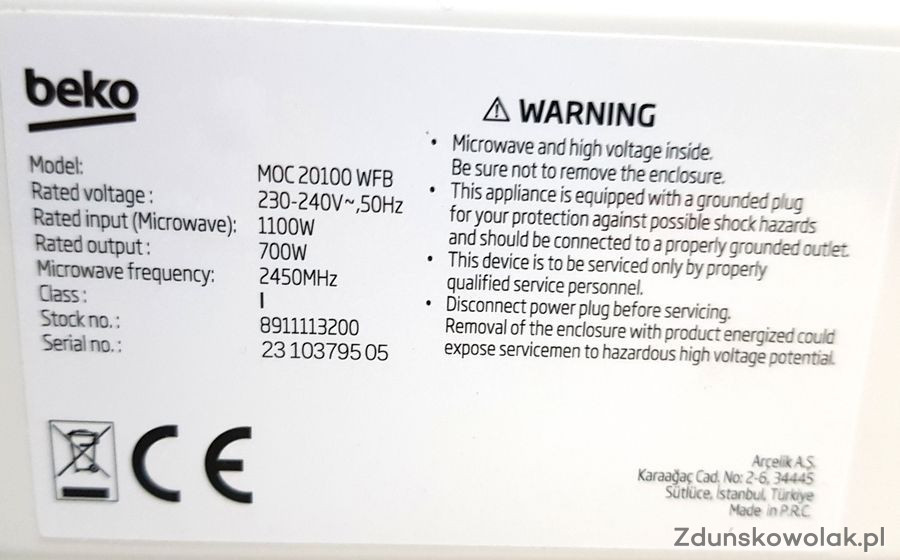 beko
Model: MOC 20100 WFB
Rated voltage : 230-240V~,50Hz
Rated input (Microwave): 1100W
Rated output : 700W
Microwave frequency: 2450MHz
Class : I
Stock no. : 8911113200
Serial no. : 23 103795 05
CE
⚠ WARNING
• Microwave and high voltage inside.
Be sure not to remove the enclosure.
• This appliance is equipped with a grounded plug
for your protection against possible shock hazards
and should be connected to a properly grounded outlet.
• This device is to be serviced only by properly
qualified service personnel.
• Disconnect power plug before servicing.
Removal of the enclosure with product energized could
expose servicemen to hazardous high voltage potential.
Arçelik A.Ş.
Karaağaç Cad. No: 2-6, 34445
Sütlüce, İstanbul, Türkiye
Made in P.R.C.
Zdunskowolak.pl